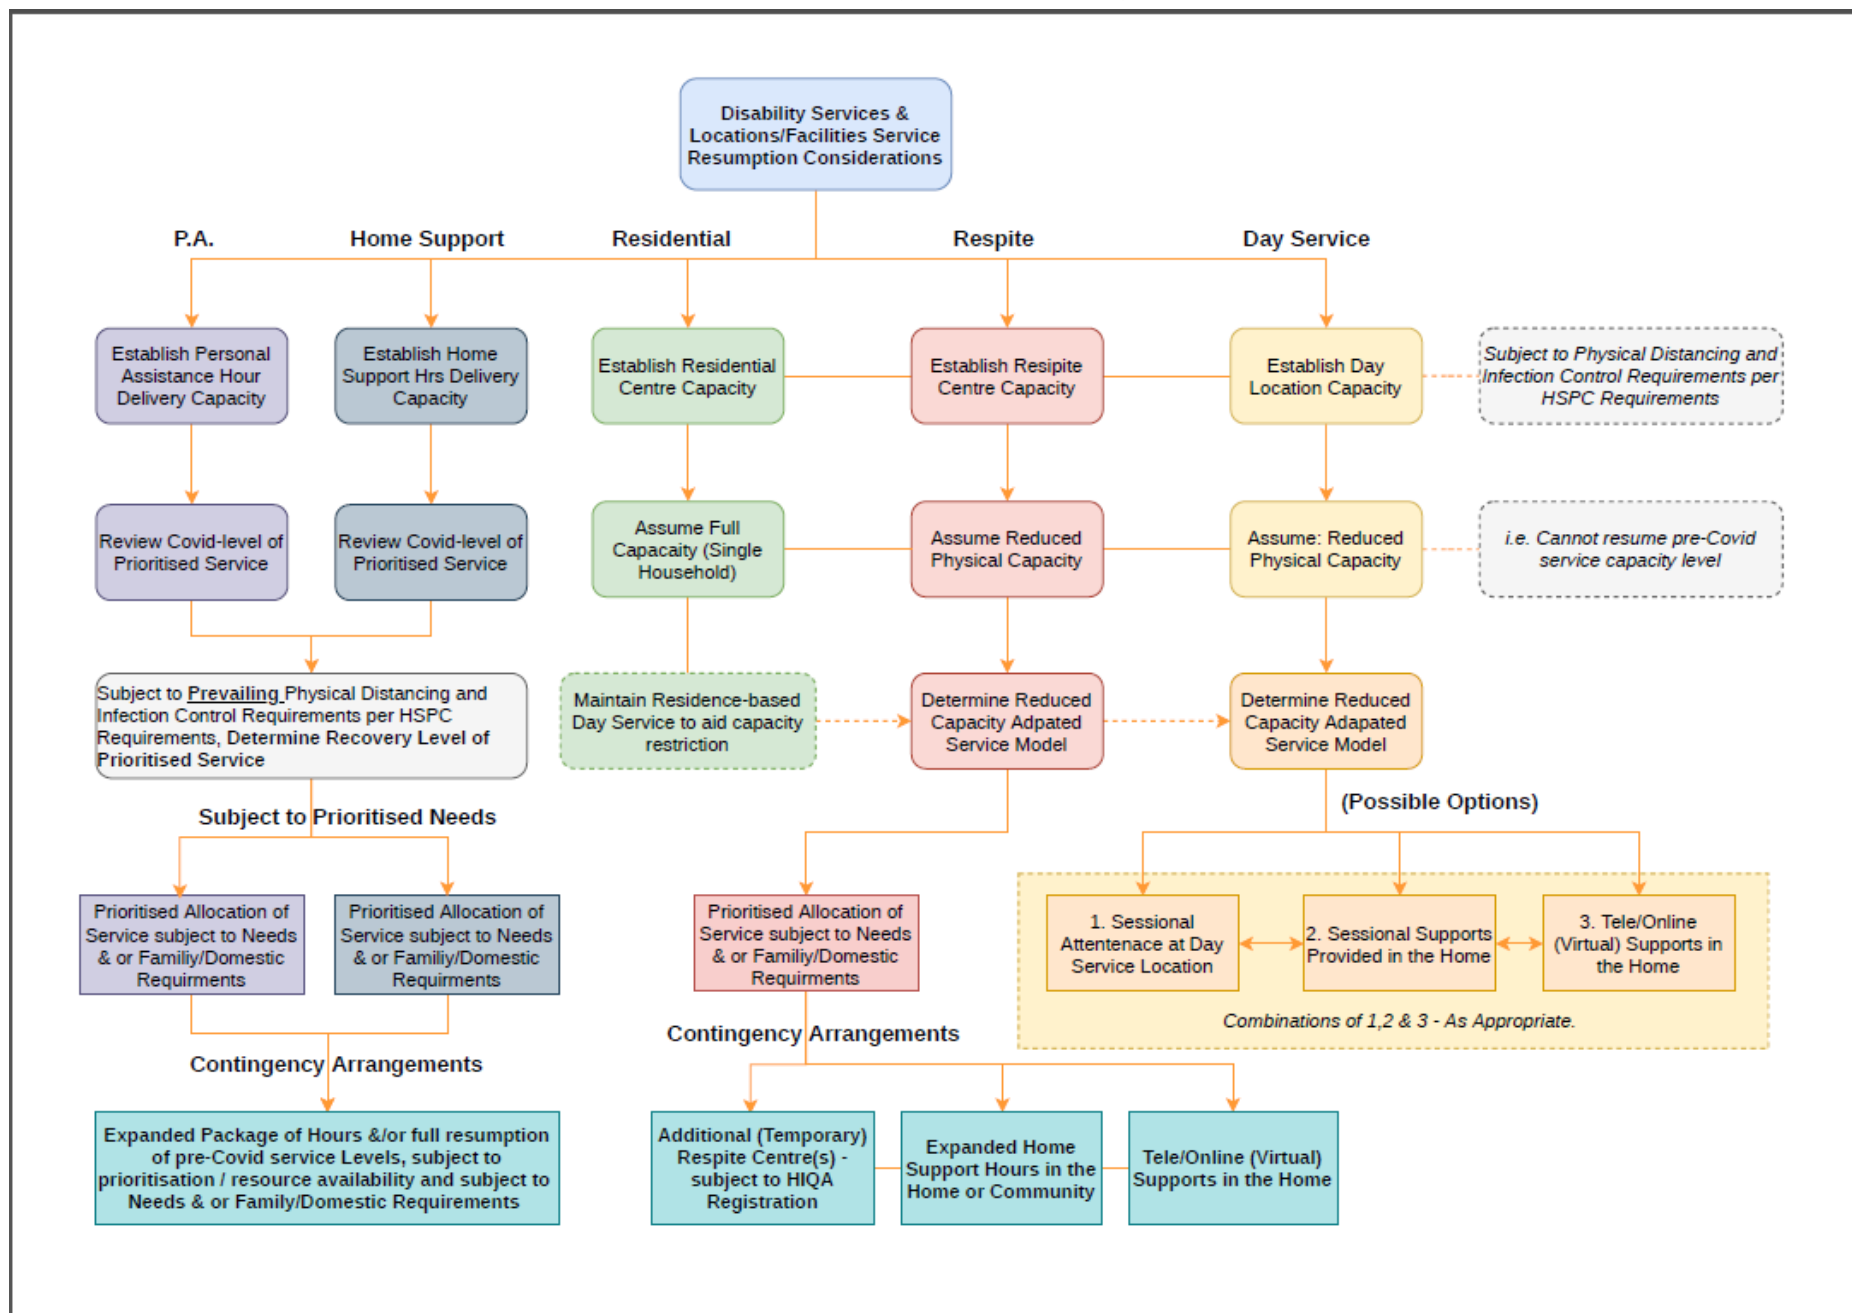 Disability Services &
Locations/Facilities Service
Resumption Considerations
P.A.
Home Support
Residential
Respite
Day Service
Establish Personal
Assistance Hour
Delivery Capacity
Establish Home
Support Hrs Delivery
Capacity
Establish Residential
Centre Capacity
Establish Resipite
Centre Capacity
Establish Day
Location Capacity
Subject to Physical Distancing and
Infection Control Requirements per
HSPC Requirements
Review Covid-level of
Prioritised Service
Review Covid-level of
Prioritised Service
Assume Full
Capacaity (Single
Household)
Assume Reduced
Physical Capacity
Assume: Reduced
Physical Capacity
i.e. Cannot resume pre-Covid
service capacity level
Subject to Prevailing Physical Distancing and
Infection Control Requirements per HSPC
Requirements, Determine Recovery Level of
Prioritised Service
Maintain Residence-based
Day Service to aid capacity
restriction
Determine Reduced
Capacity Adpated
Service Model
Determine Reduced
Capacity Adapated
Service Model
Subject to Prioritised Needs
(Possible Options)
Prioritised Allocation of
Service subject to Needs
& or Familiy/Domestic
Requirments
Prioritised Allocation of
Service subject to Needs
& or Familiy/Domestic
Requirments
Prioritised Allocation of
Service subject to Needs
& or Familiy/Domestic
Requirments
1. Sessional
Attentenace at Day
Service Location
2. Sessional Supports
Provided in the Home
3. Tele/Online
(Virtual) Supports in
the Home
Combinations of 1,2 & 3 - As Appropriate.
Contingency Arrangements
Contingency Arrangements
Expanded Package of Hours &/or full resumption
of pre-Covid service Levels, subject to
prioritisation / resource availability and subject to
Needs & or Family/Domestic Requirements
Additional (Temporary)
Respite Centre(s) -
subject to HIQA
Registration
Expanded Home
Support Hours in the
Home or Community
Tele/Online (Virtual)
Supports in the Home